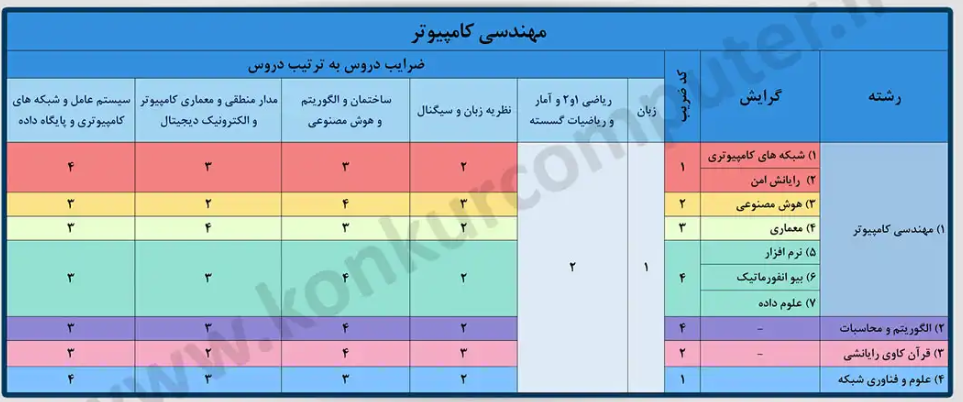 مهندسی کامپیوتر
رشته
گرایش
کد ضریب
ضرایب دروس به ترتیب دروس
زبان
ریاضی ۱و۲ و آمار
و ریاضیات گسسته
نظریه زبان و سیگنال
ساختمان و الگوریتم
و هوش مصنوعی
مدار منطقی و معماری کامپیوتر
و الکترونیک دیجیتال
سیستم عامل و شبکه های
کامپیوتری و پایگاه داده
۱) مهندسی کامپیوتر
۱) شبکه های کامپیوتری
۲) رایانش امن
۱
۱
۲
۲ ۳ ۳ ۴
۳) هوش مصنوعی ۲ ۳ ۴ ۲ ۳
۴) معماری ۳ ۲ ۳ ۴ ۳
۵) نرم افزار
۶) بیو انفورماتیک
۷) علوم داده
۴ ۲ ۴ ۳ ۳
۲) الگوریتم و محاسبات - ۴ ۲ ۴ ۳ ۳
۳) قرآن کاوی رایانشی - ۲ ۳ ۴ ۲ ۳
۴) علوم و فناوری شبکه ۱ ۲ ۳ ۳ ۴
www.konkurcomputer.ir